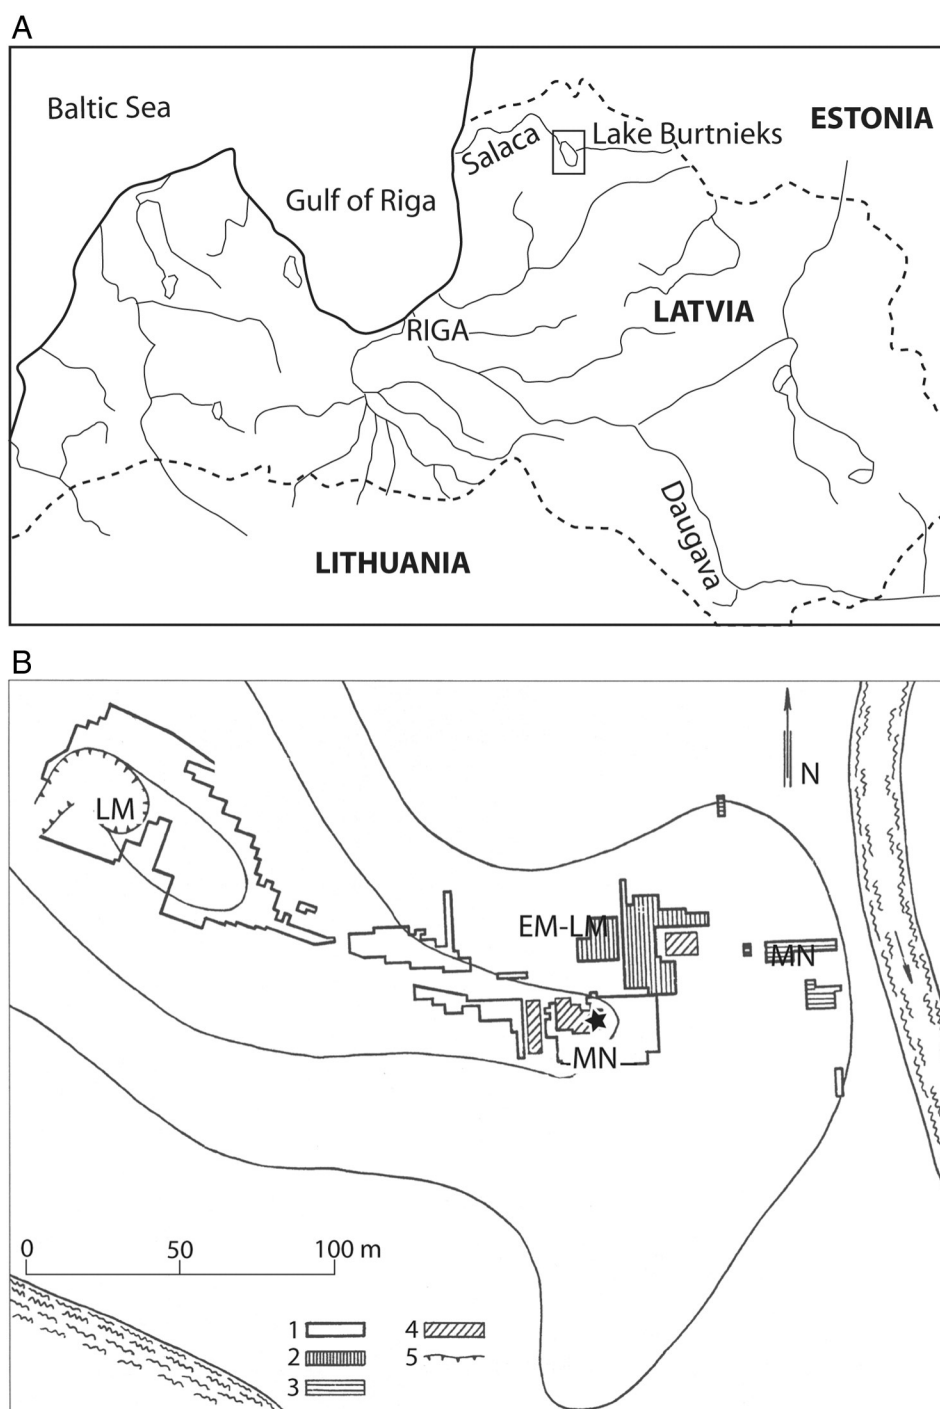 A
Baltic Sea
ESTONIA
Salaca
Lake Burtnieks
Gulf of Riga
LATVIA
RIGA
Daugava
LITHUANIA
B
N
LM
EM-LM
MN
MN
0 50 100 m
1
2
3
4
5